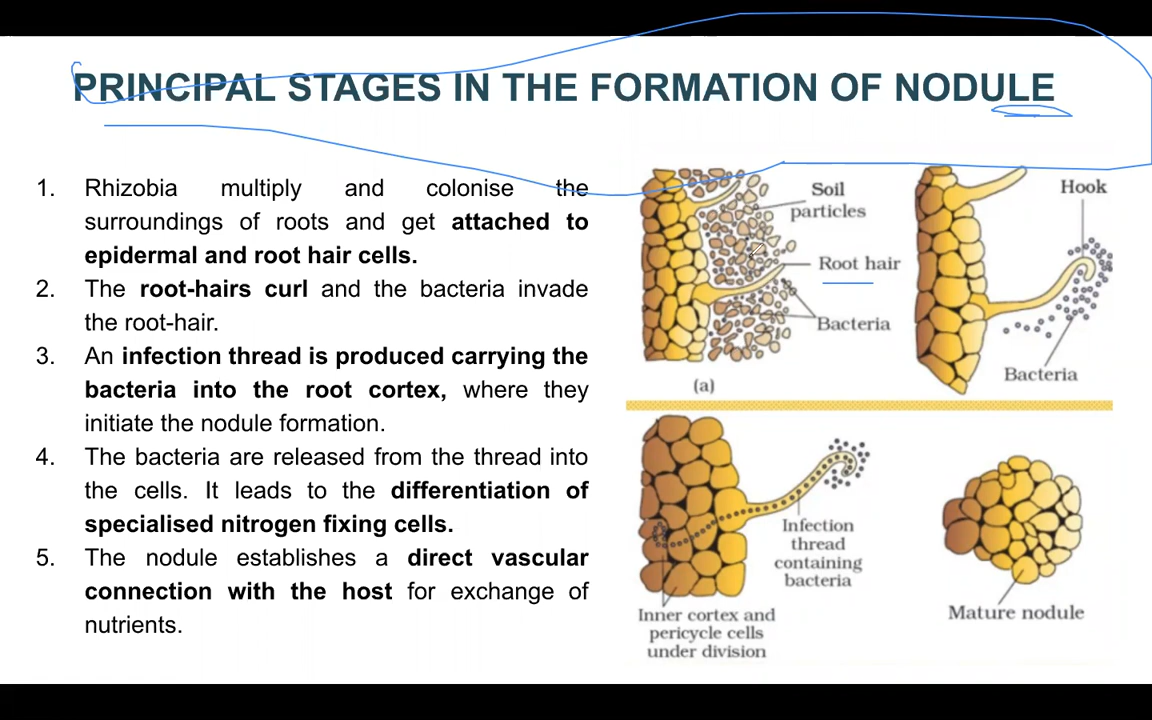 PRINCIPAL STAGES IN THE FORMATION OF NODULE
1. Rhizobia multiply and colonise the
surroundings of roots and get attached to
epidermal and root hair cells.
2. The root-hairs curl and the bacteria invade
the root-hair.
3. An infection thread is produced carrying the
bacteria into the root cortex, where they
initiate the nodule formation.
4. The bacteria are released from the thread into
the cells. It leads to the differentiation of
specialised nitrogen fixing cells.
5. The nodule establishes a direct vascular
connection with the host for exchange of
nutrients.
Soil
particles
Root hair
Bacteria
(a)
Hook
Bacteria
Infection
thread
containing
bacteria
Inner cortex and
pericycle cells
under division
Mature nodule